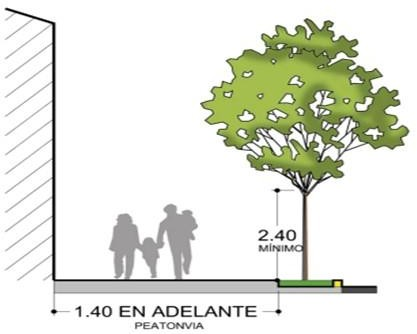 2.40
MÍNIMO
1.40 EN ADELANTE
PEATONVIA